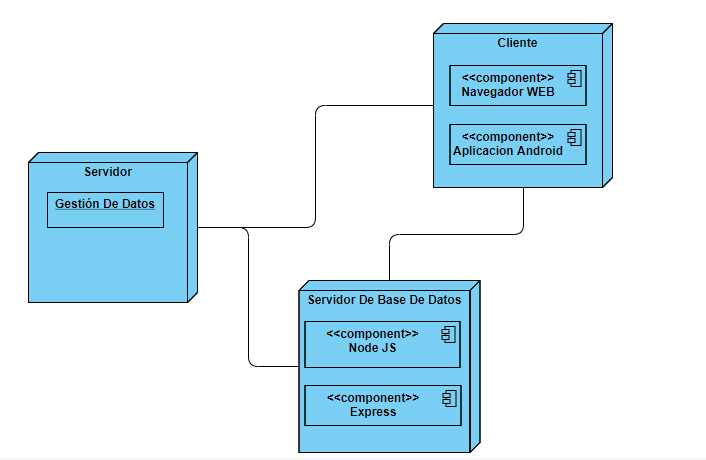 Cliente
<<component>>
Navegador WEB
<<component>>
Aplicacion Android
Servidor
Gestión De Datos
Servidor De Base De Datos
<<component>>
Node JS
<<component>>
Express